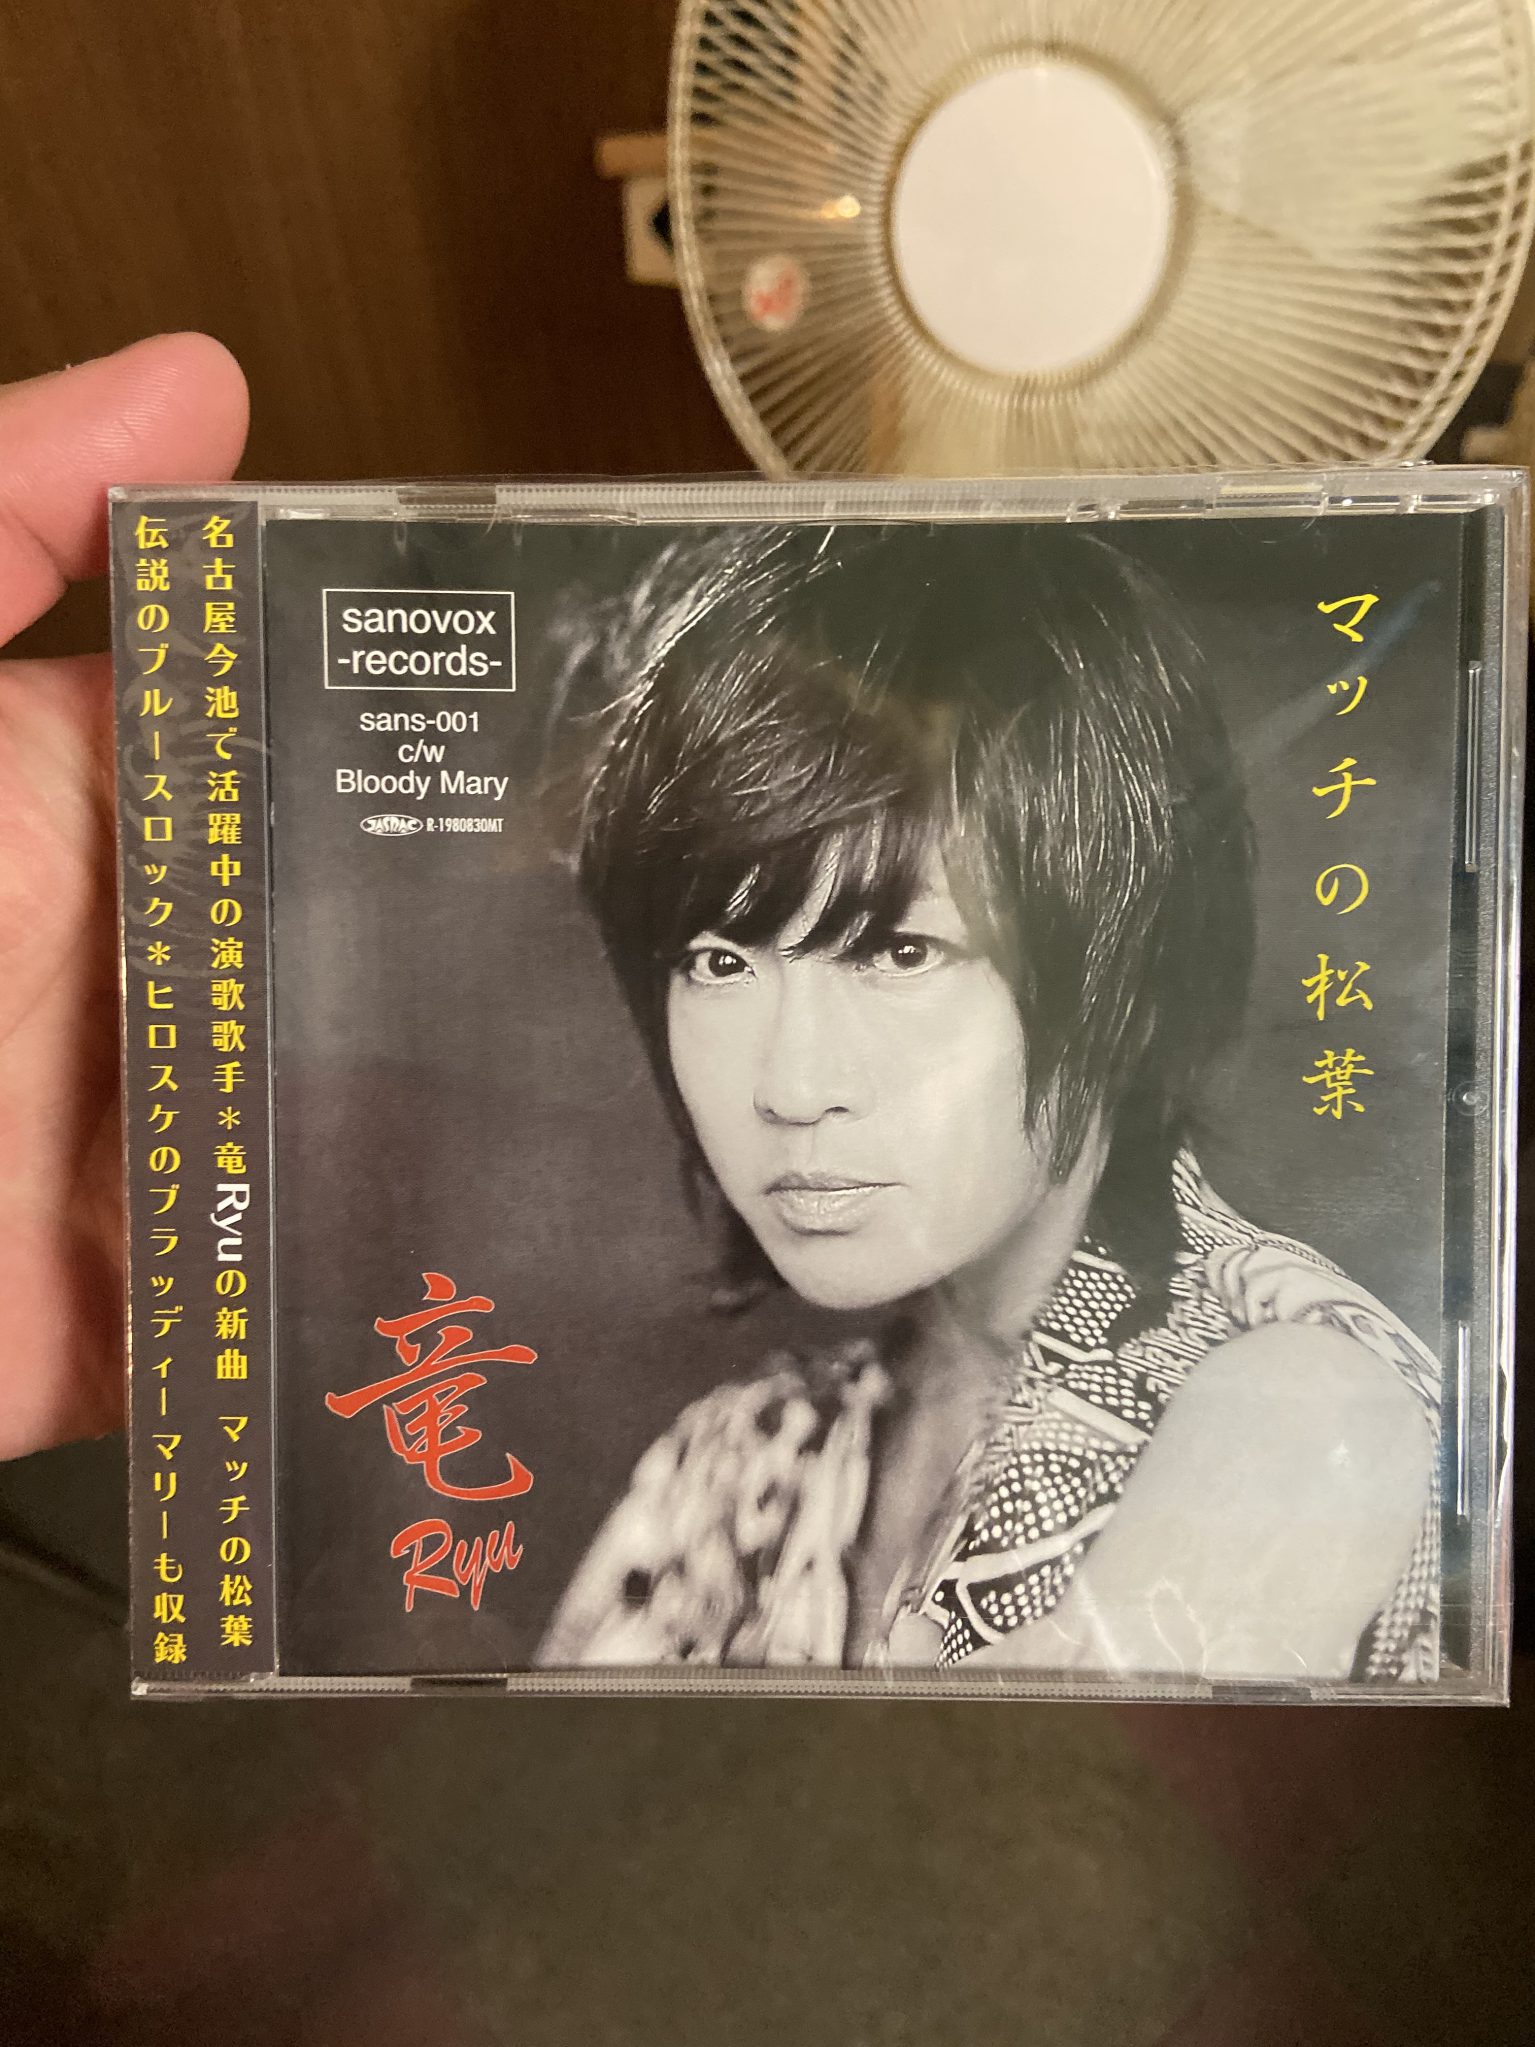 名古屋今池で活躍中の演歌歌手＊竜Ryuの新曲 マッチの松葉
伝説のブルースロック＊ヒロスケのブラッディーマリーも収録
sanovox
-records-
sans-001
c/w
Bloody Mary
JASRAC R-1980830MT
マッチの松葉
竜
Ryu